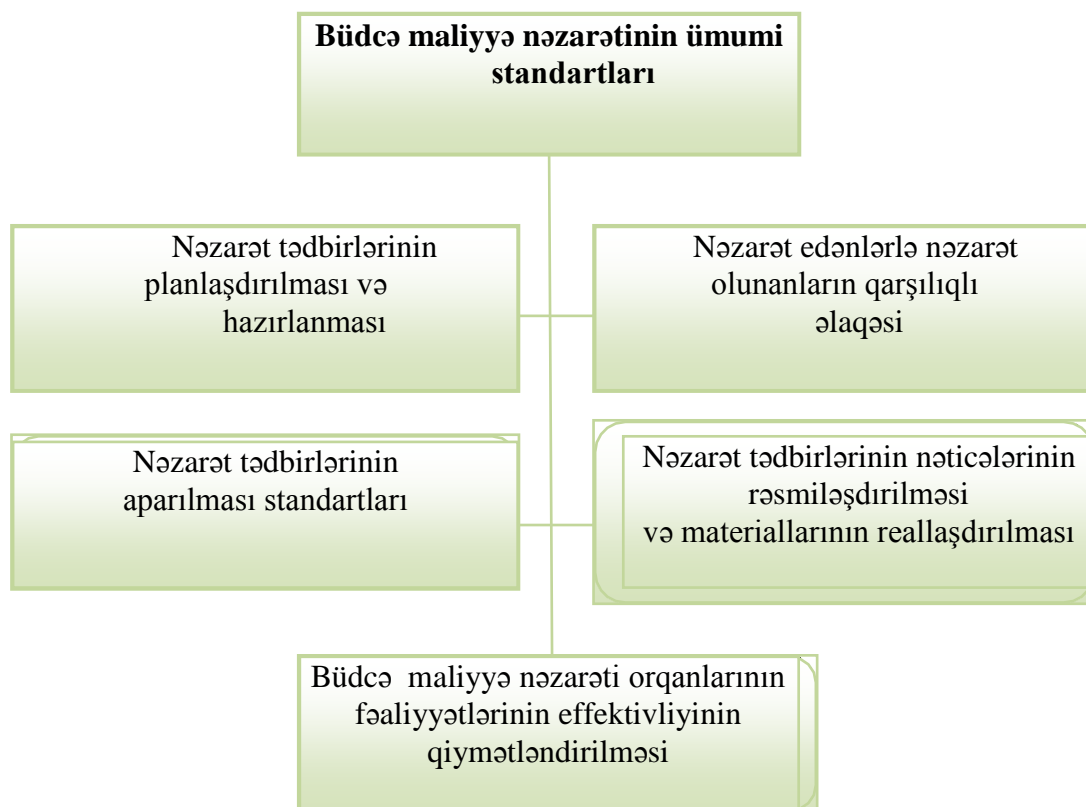 Büdcə maliyyə nəzarətinin ümumi
standartları
Nəzarət tədbirlərinin
planlaşdırılması və
hazırlanması
Nəzarət edənlərlə nəzarət
olunanların qarşılıqlı
əlaqəsi
Nəzarət tədbirlərinin
aparılması standartları
Nəzarət tədbirlərinin nəticələrinin
rəsmiləşdirilməsi
və materiallarının reallaşdırılması
Büdcə maliyyə nəzarəti orqanlarının
fəaliyyətlərinin effektivliyinin
qiymətləndirilməsi